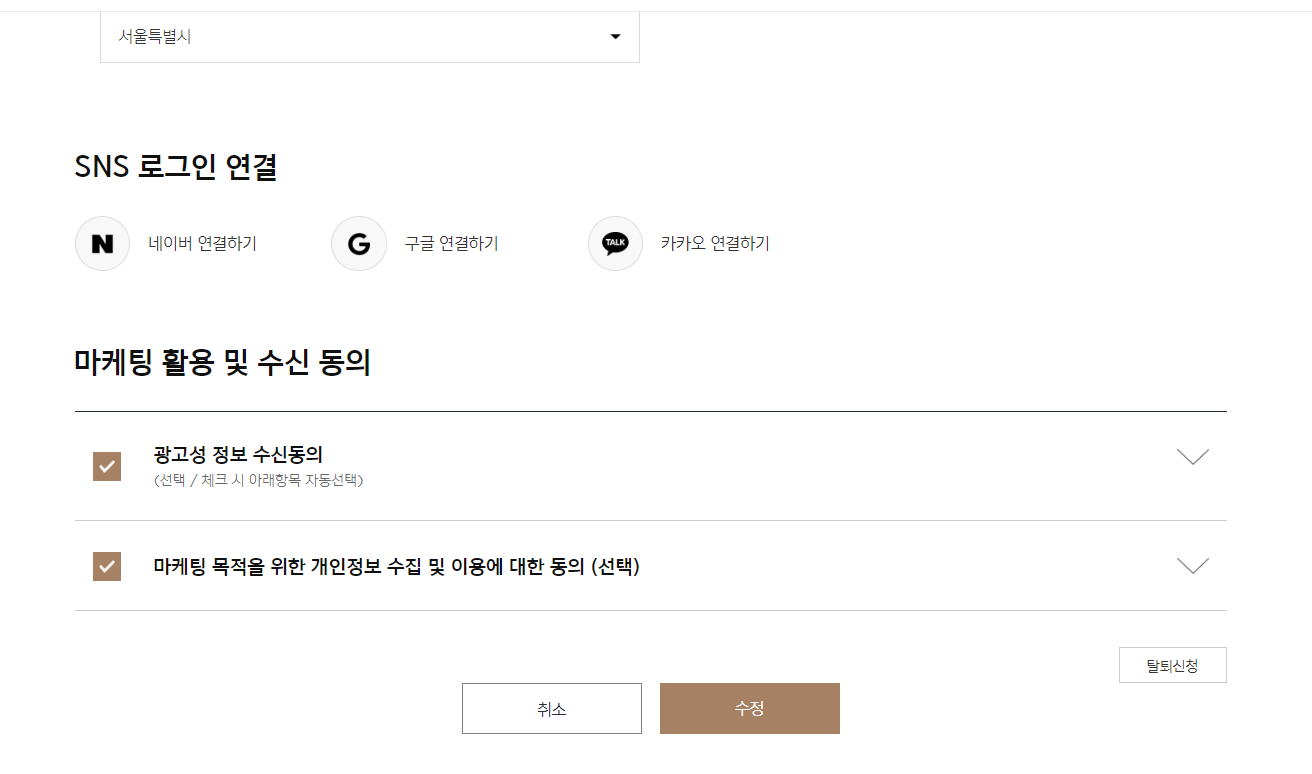 서울특별시
SNS 로그인 연결
N 네이버 연결하기 G 구글 연결하기 TALK 카카오 연결하기
마케팅 활용 및 수신 동의
광고성 정보 수신동의
(선택 / 체크 시 아래항목 자동선택)
마케팅 목적을 위한 개인정보 수집 및 이용에 대한 동의 (선택)
탈퇴신청
취소 수정